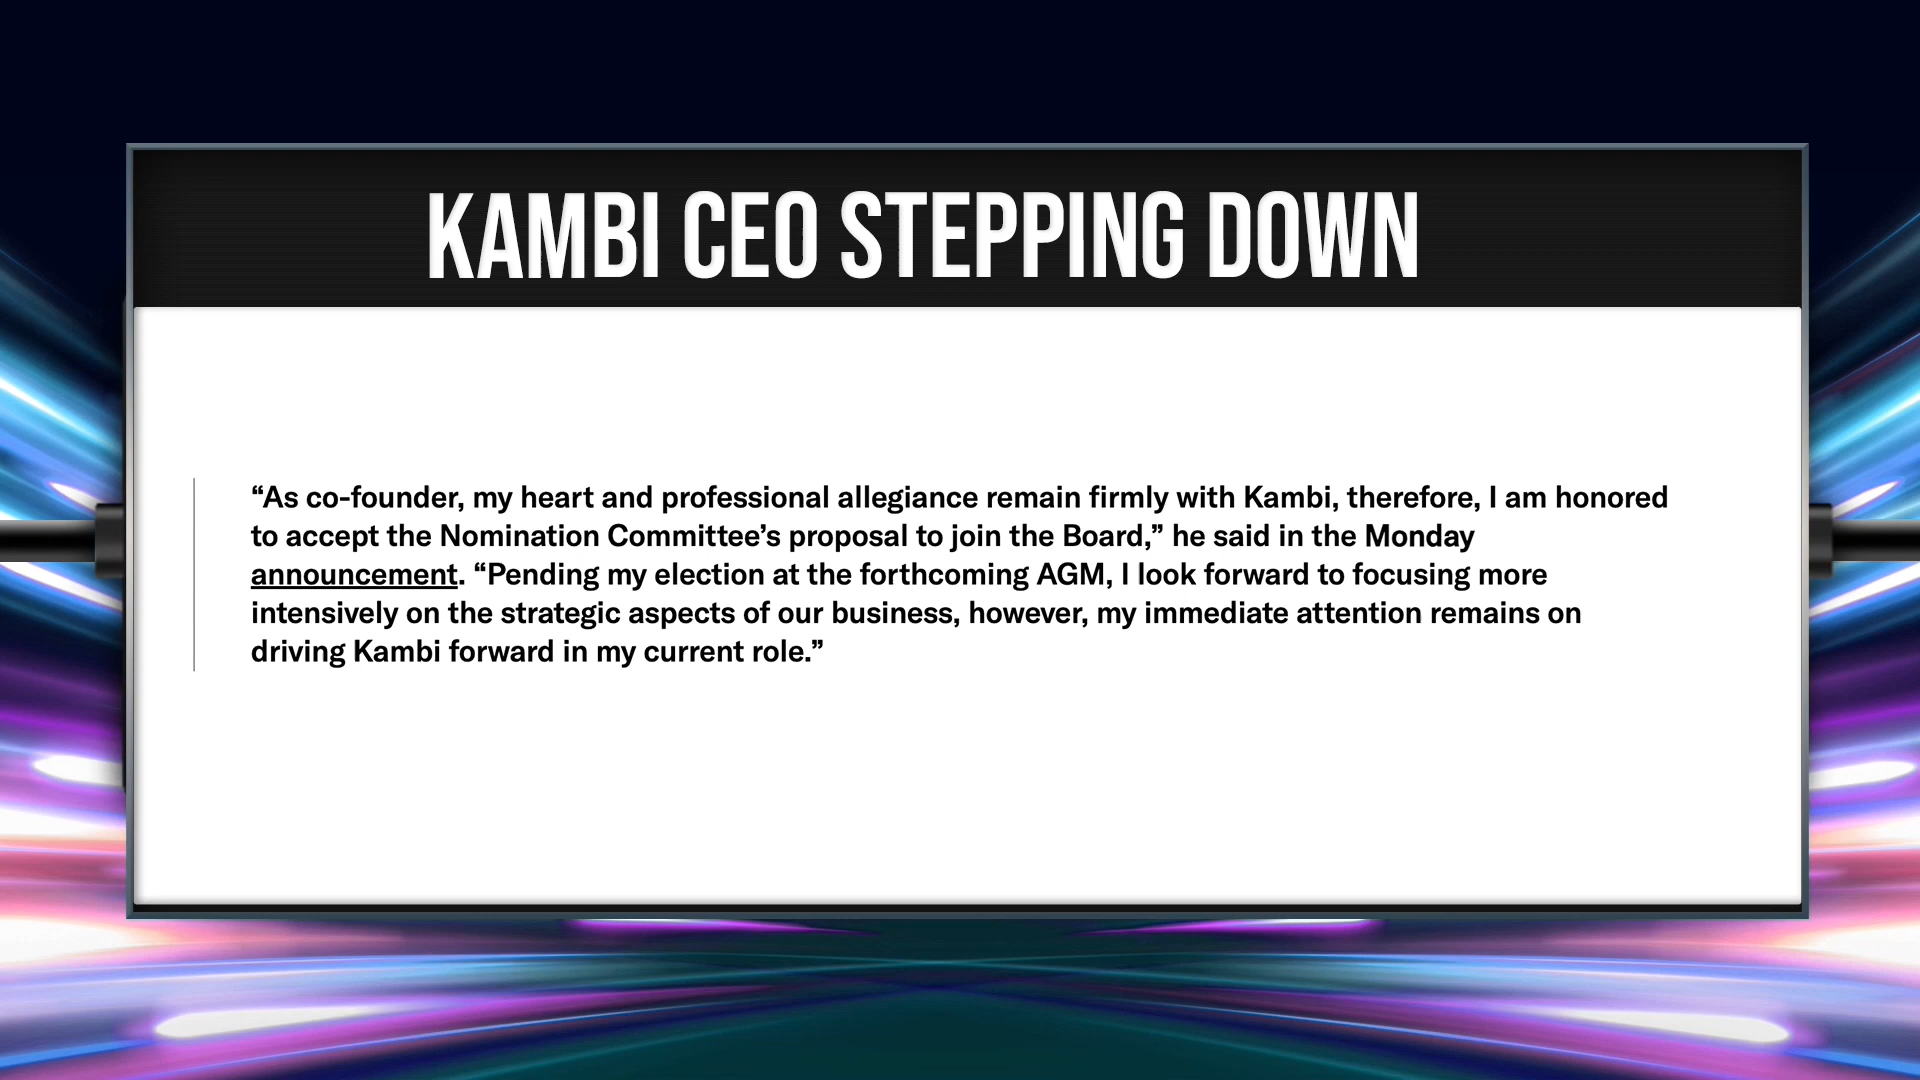 KAMBI CEO STEPPING DOWN
“As co-founder, my heart and professional allegiance remain firmly with Kambi, therefore, I am honored
to accept the Nomination Committee’s proposal to join the Board,” he said in the Monday
announcement. “Pending my election at the forthcoming AGM, I look forward to focusing more
intensively on the strategic aspects of our business, however, my immediate attention remains on
driving Kambi forward in my current role.”